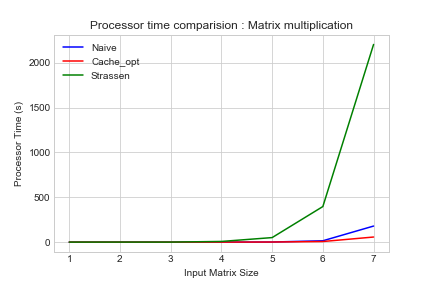 Processor time comparision : Matrix multiplication
Naive
Cache_opt
Strassen
2000
1500
1000
500
0
Processor Time (s)
1 2 3 4 5 6 7
Input Matrix Size